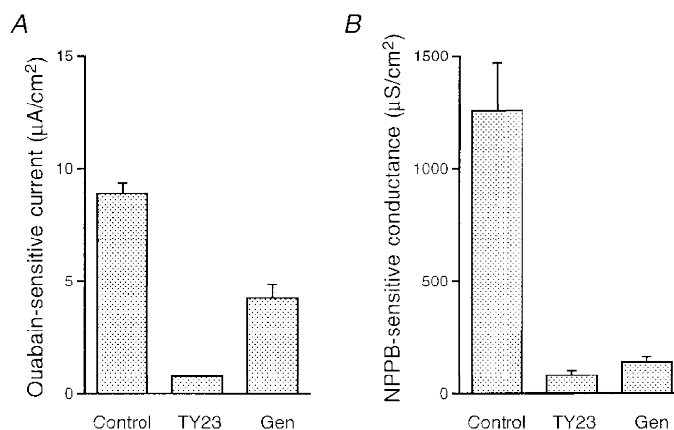 A
Ouabain-sensitive current (μA/cm²)
15
10
5
0
Control TY23 Gen
B
NPPB-sensitive conductance (μS/cm²)
1500
1000
500
0
Control TY23 Gen